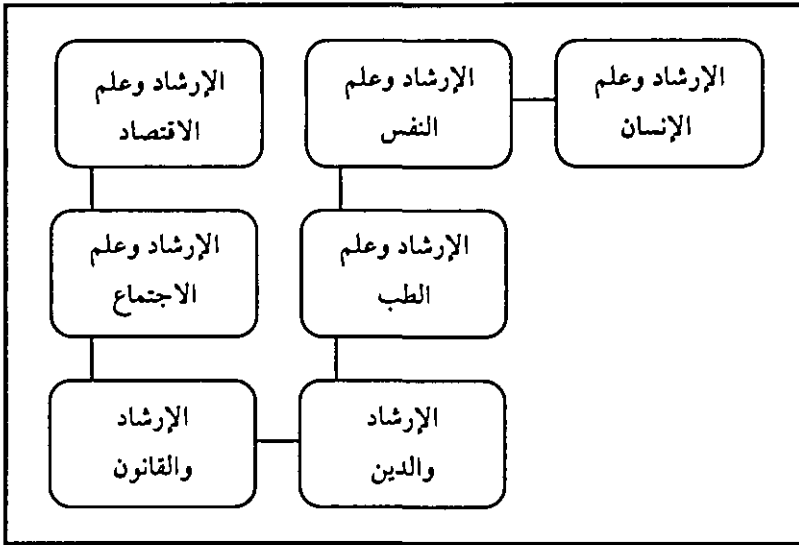 الإرشاد وعلم
الإنسان
الإرشاد وعلم
النفس
الإرشاد وعلم
الاقتصاد
الإرشاد وعلم
الطب
الإرشاد وعلم
الاجتماع
الإرشاد
والدين
الإرشاد
والقانون